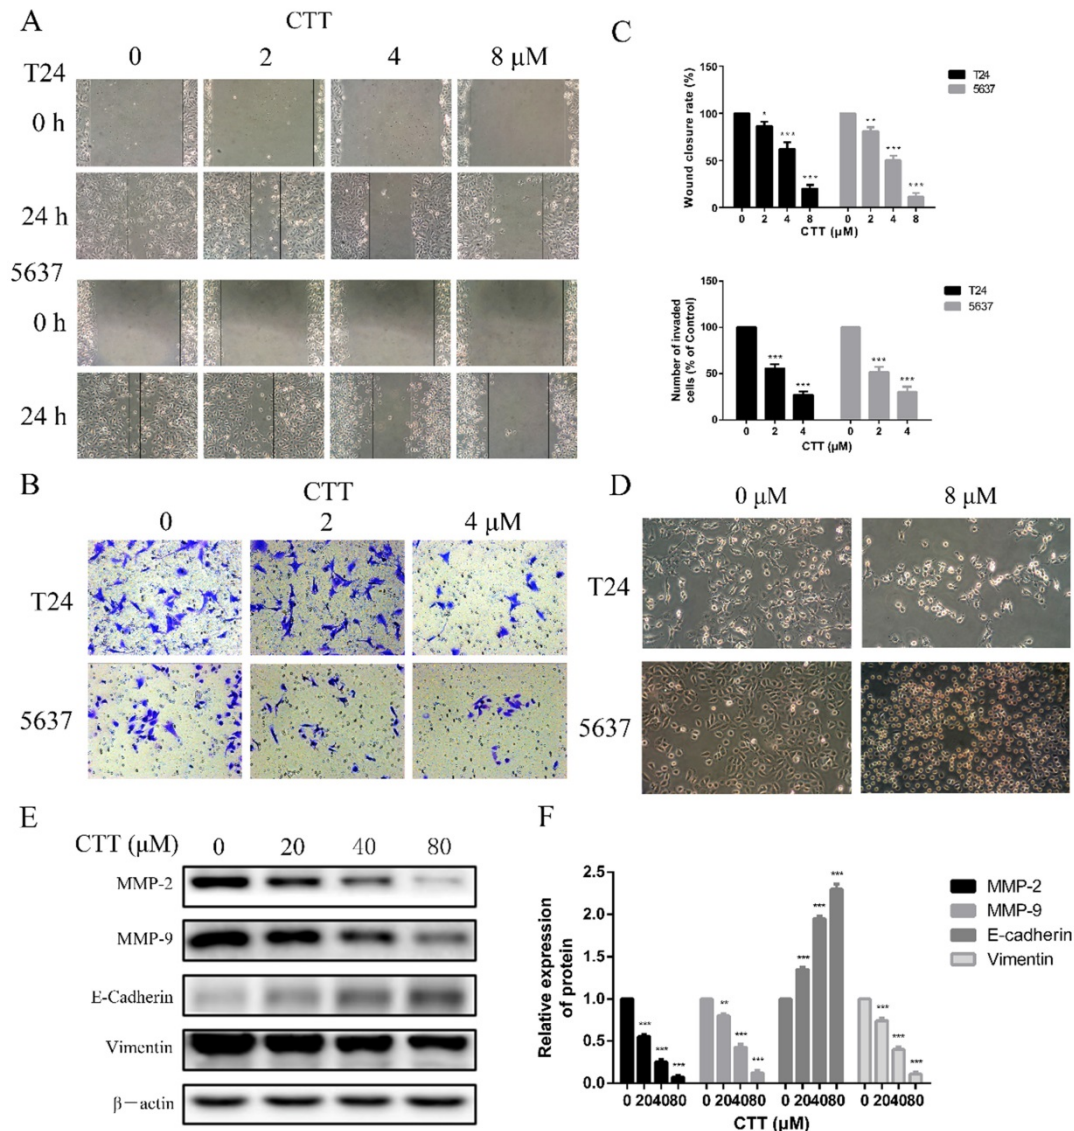 A
CTT
0 2 4 8 μM
T24
0 h
24 h
5637
0 h
24 h
B
CTT
0 2 4 μM
T24
5637
C
Wound closure rate (%)
150
100
50
0
* *** ***
** *** ***
0 2 4 8 0 2 4 8
CTT (μM)
T24
5637
Number of invaded
cells (% of Control)
150
100
50
0
*** ***
*** ***
0 2 4 0 2 4
CTT (μM)
T24
5637
D
0 μM 8 μM
T24
5637
E
CTT (μM) 0 20 40 80
MMP-2
MMP-9
E-Cadherin
Vimentin
β－actin
F
Relative expression
of protein
2.5
2.0
1.5
1.0
0.5
0.0
*** *** ***
** *** ***
*** *** ***
*** *** ***
0 204080 0 204080 0 204080 0 204080
CTT (μM)
MMP-2
MMP-9
E-cadherin
Vimentin